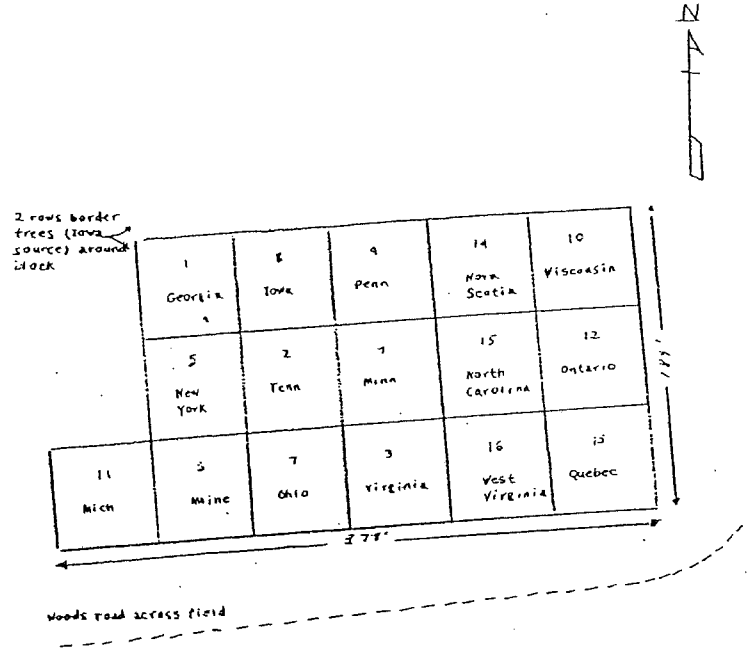 N
2 rows border
trees (Iowa
source) around
block
1
Georgia
8
Iowa
9
Penn
14
Nova
Scotia
10
Wisconsin
5
New
York
2
Tenn
Minn
15
North
Carolina
12
Ontario
11
Mich
Maine
7
Ohio
3
Virginia
16
West
Virginia
Quebec
378'
Woods road across field